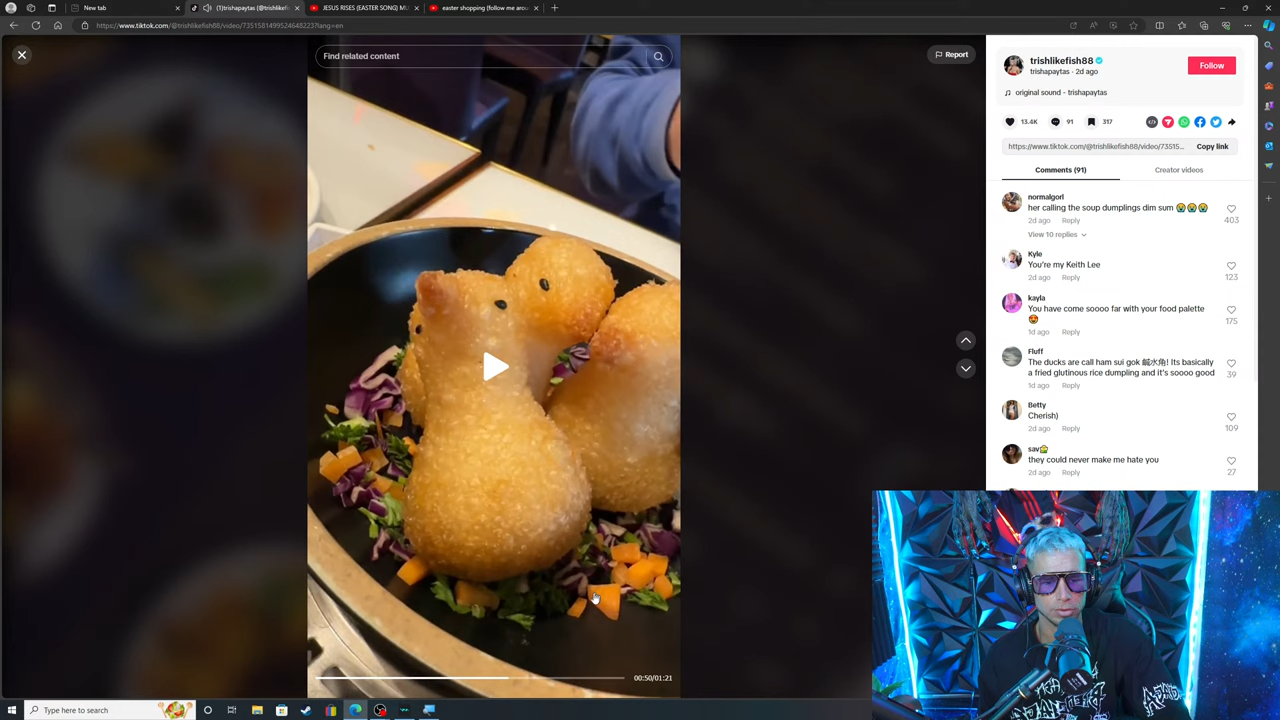 New tab
(1)trishapaytas (@trishlikefish
JESUS RISES (EASTER SONG) MU
easter shopping (follow me arou
https://www.tiktok.com/@trishlikefish88/video/7351581499524648223?lang=en
Find related content
Report
trishlikefish88
trishapaytas · 2d ago
Follow
original sound - trishapaytas
13.4K
91
317
https://www.tiktok.com/@trishlikefish88/video/73515...
Copy link
Comments (91)
Creator videos
normalgorl
her calling the soup dumplings dim sum 😭😭😭
2d ago Reply
403
View 10 replies
Kyle
You're my Keith Lee
2d ago Reply
123
kayla
You have come soooo far with your food palette
😍
1d ago Reply
175
Fluff
The ducks are call ham sui gok 鹹水角! Its basically
a fried glutinous rice dumpling and it's soooo good
1d ago Reply
39
Betty
Cherish)
2d ago Reply
109
sav
they could never make me hate you
2d ago Reply
27
00:50/01:21
Type here to search